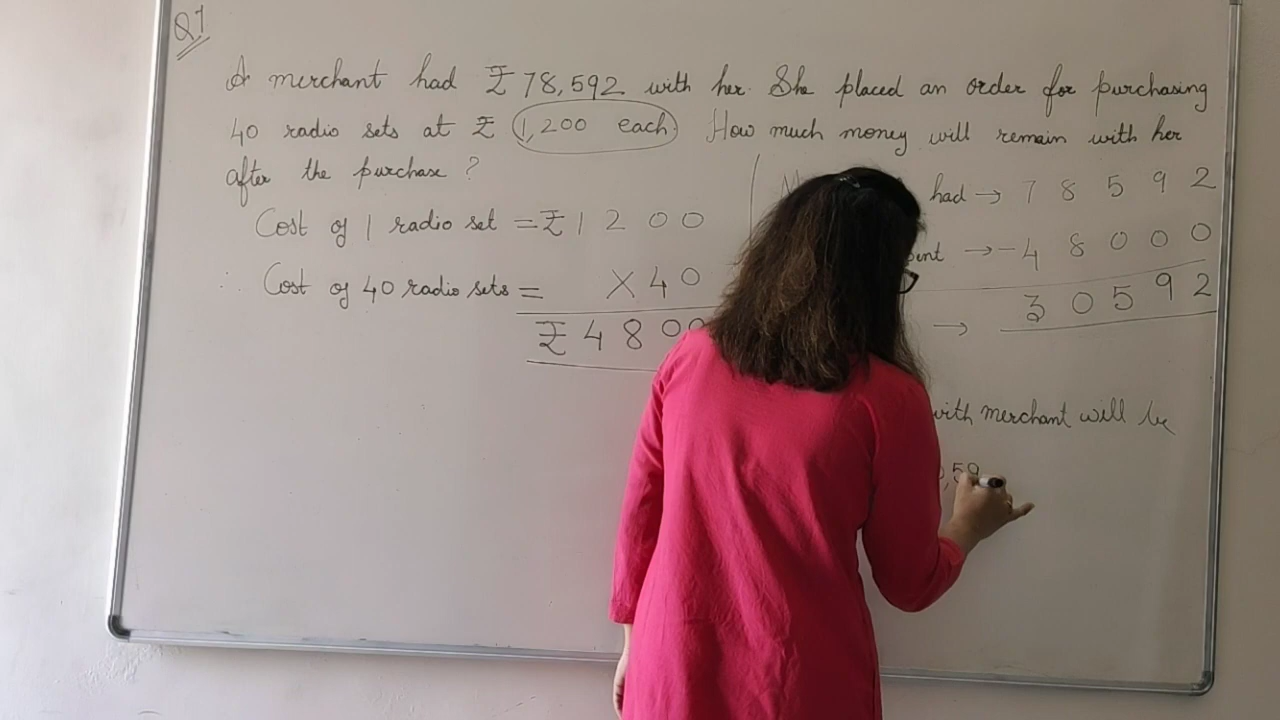 Q1
A merchant had ₹ 78,592 with her. She placed an order for purchasing
40 radio sets at ₹ 1,200 each. How much money will remain with her
after the purchase ?
Cost of 1 radio set = ₹ 1 2 0 0
∴ Cost of 40 radio sets = X 4 0
₹ 4 8 0 0
had → 7 8 5 9 2
→ - 4 8 0 0 0
→ 3 0 5 9 2
with merchant will be
,59